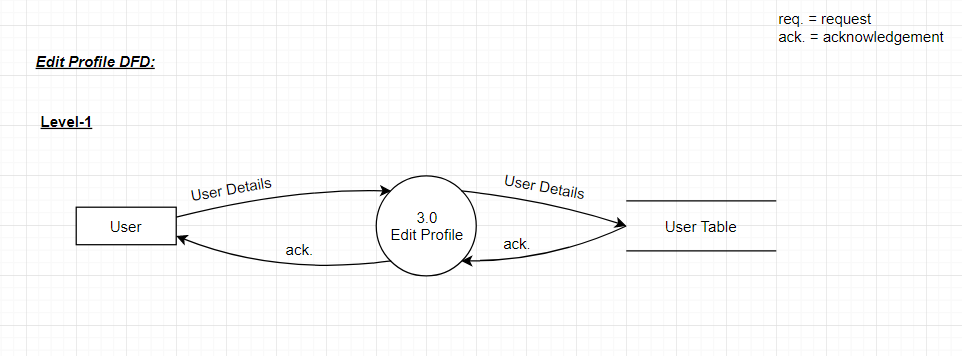 req. = request
ack. = acknowledgement
Edit Profile DFD:
Level-1
User Details
User Details
User
3.0
Edit Profile
User Table
ack.
ack.